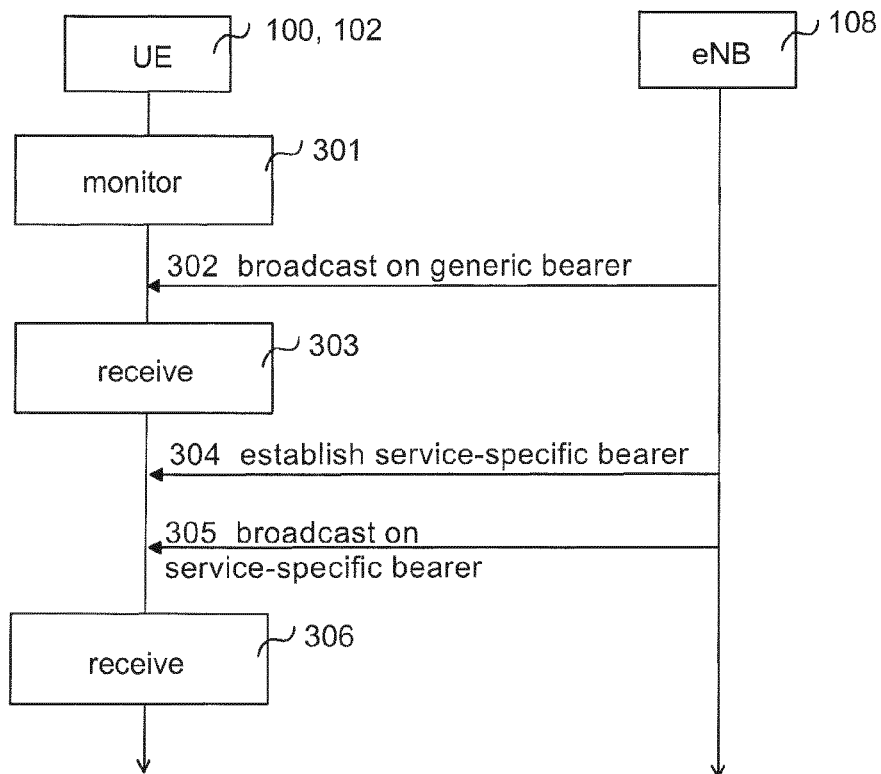 UE
100, 102
eNB
108
monitor
301
302 broadcast on generic bearer
receive
303
304 establish service-specific bearer
305 broadcast on
service-specific bearer
receive
306